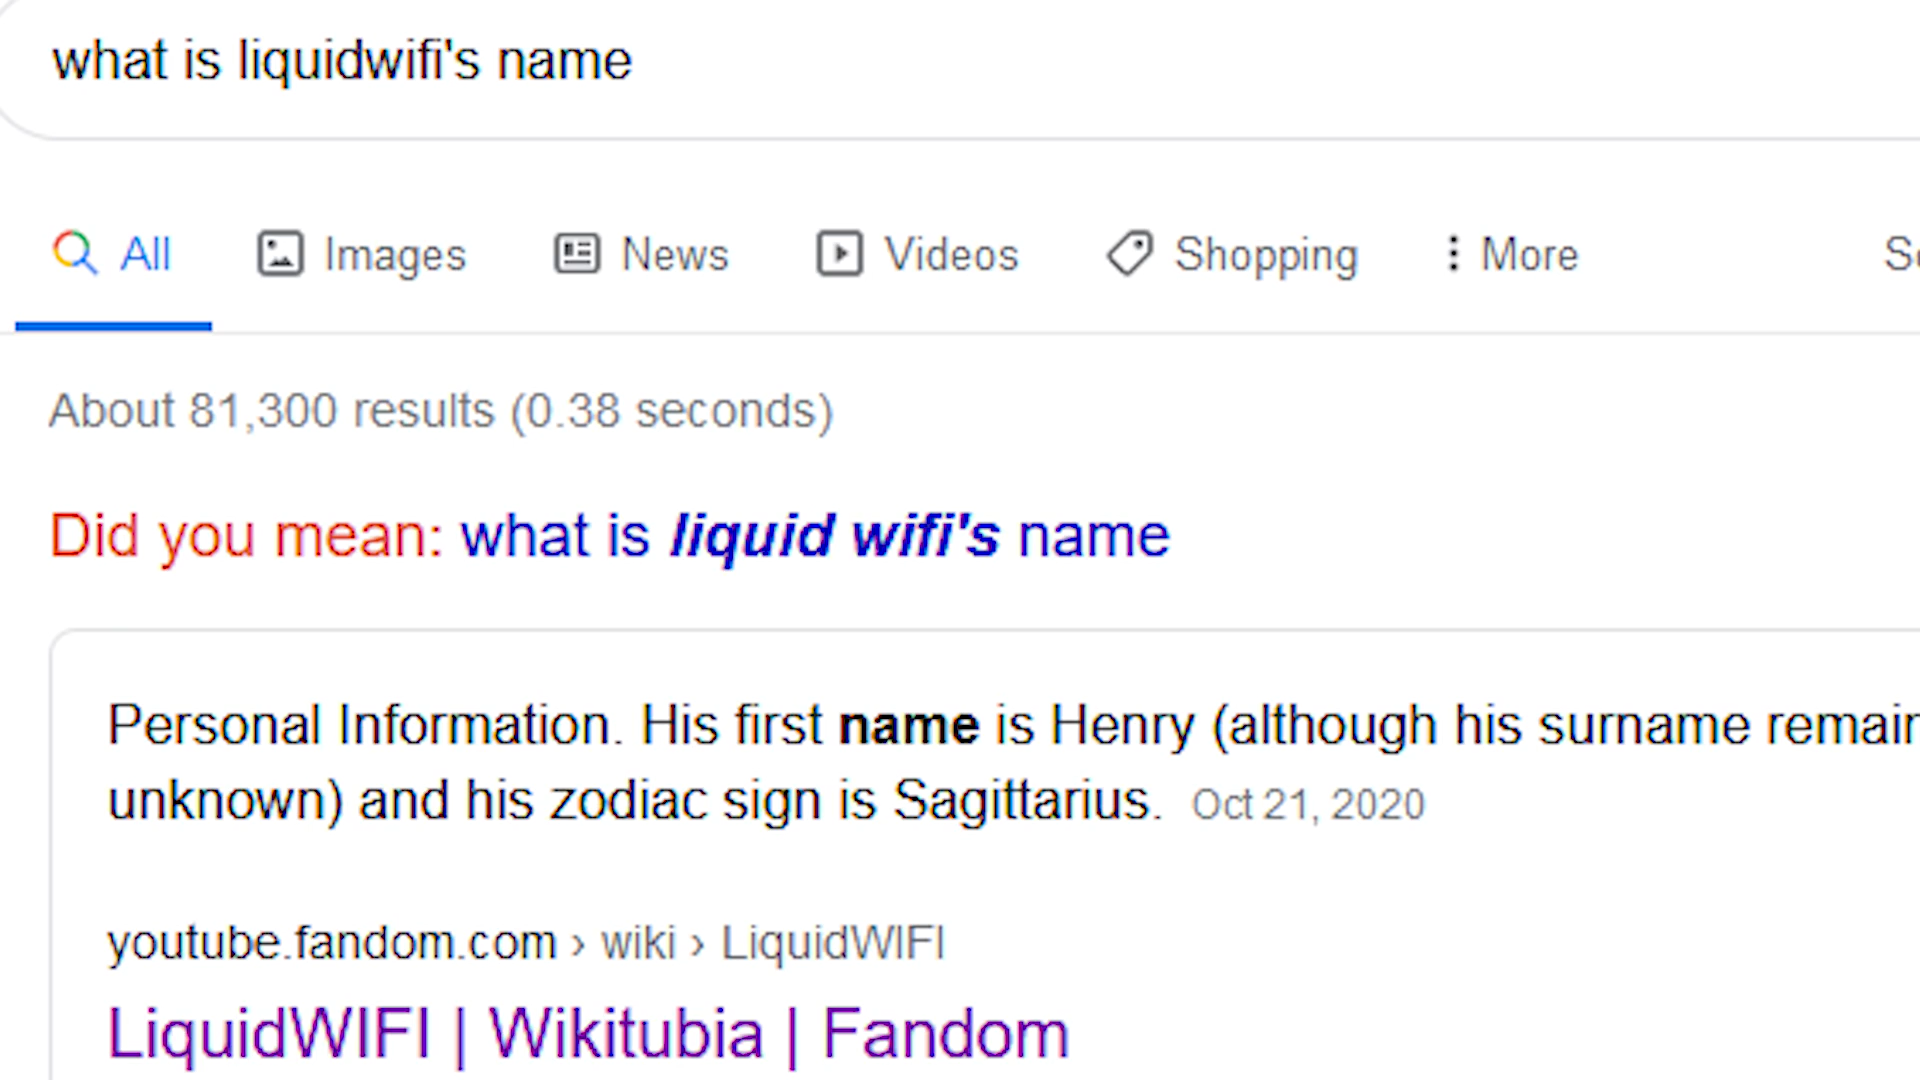 what is liquidwifi's name
All Images News Videos Shopping More
About 81,300 results (0.38 seconds)
Did you mean: what is liquid wifi's name
Personal Information. His first name is Henry (although his surname remain
unknown) and his zodiac sign is Sagittarius. Oct 21, 2020
youtube.fandom.com › wiki › LiquidWIFI
LiquidWIFI | Wikitubia | Fandom